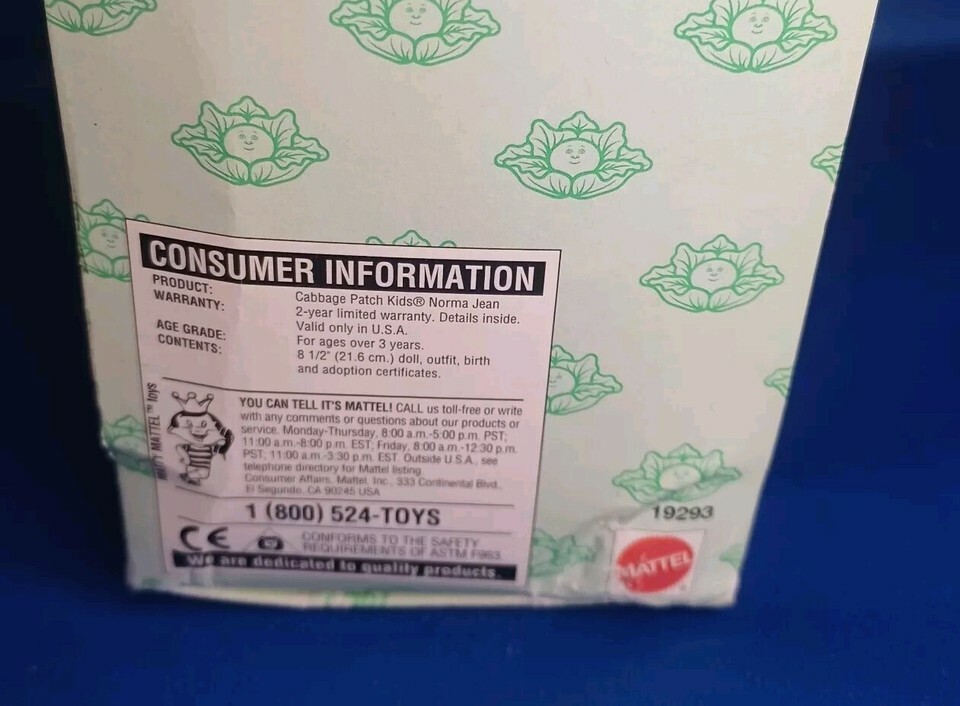 CONSUMER INFORMATION
PRODUCT: Cabbage Patch Kids® Norma Jean
WARRANTY: 2-year limited warranty. Details inside.
Valid only in U.S.A.
AGE GRADE: For ages over 3 years.
CONTENTS: 8 1/2" (21.6 cm.) doll, outfit, birth
and adoption certificates.
MATTY MATTEL™ toys
YOU CAN TELL IT'S MATTEL! CALL us toll-free or write
with any comments or questions about our products or
service. Monday-Thursday, 8:00 a.m.-5:00 p.m. PST;
11:00 a.m.-8:00 p.m. EST; Friday, 8:00 a.m.-12:30 p.m.
PST; 11:00 a.m.-3:30 p.m. EST. Outside U.S.A., see
telephone directory for Mattel listing.
Consumer Affairs, Mattel, Inc., 333 Continental Blvd.,
El Segundo, CA 90245 USA
1 (800) 524-TOYS
CE
CONFORMS TO THE SAFETY
REQUIREMENTS OF ASTM F963
We are dedicated to quality products.
19293
MATTEL
®